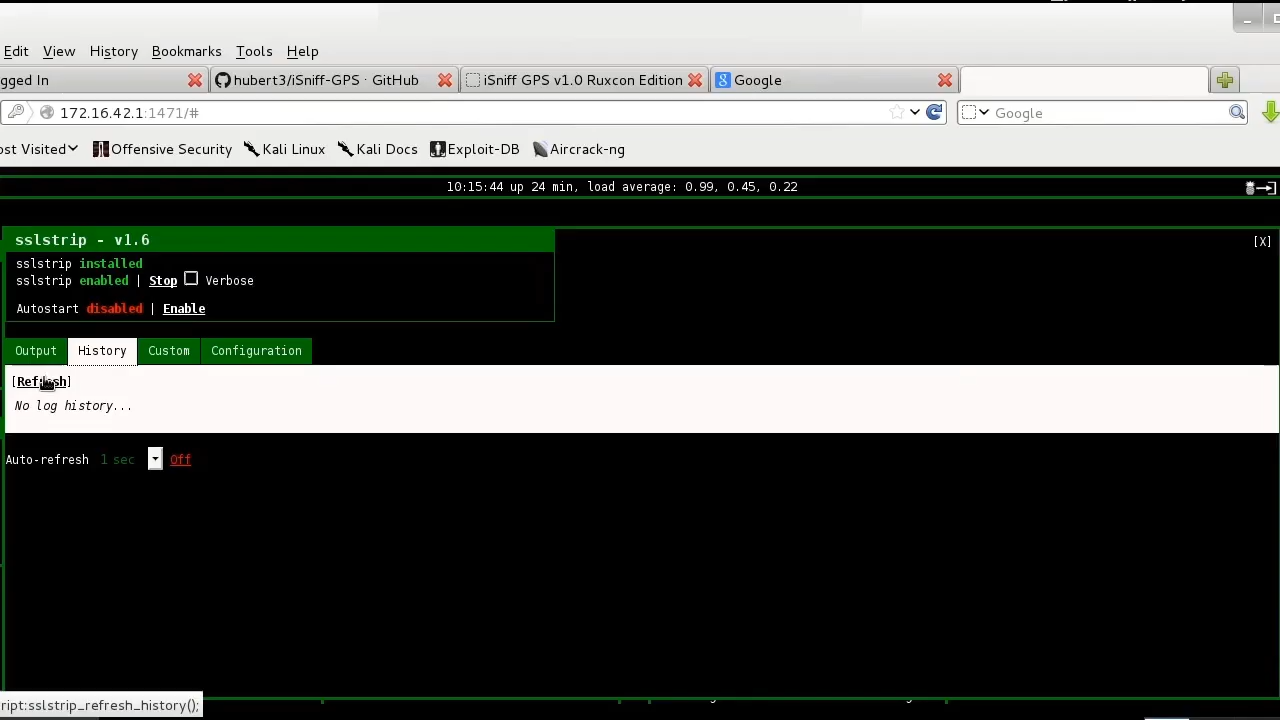 Edit View History Bookmarks Tools Help
gged In hubert3/iSniff-GPS · GitHub iSniff GPS v1.0 Ruxcon Edition Google
172.16.42.1:1471/# Google
ost Visited Offensive Security Kali Linux Kali Docs Exploit-DB Aircrack-ng
10:15:44 up 24 min, load average: 0.99, 0.45, 0.22
sslstrip - v1.6
[X]
sslstrip installed
sslstrip enabled | Stop Verbose
Autostart disabled | Enable
Output History Custom Configuration
[Refresh]
No log history...
Auto-refresh 1 sec Off
ript:sslstrip_refresh_history();